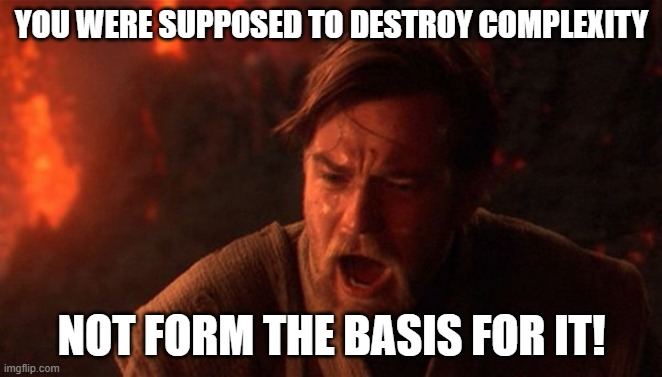 YOU WERE SUPPOSED TO DESTROY COMPLEXITY
NOT FORM THE BASIS FOR IT!
imgflip.com